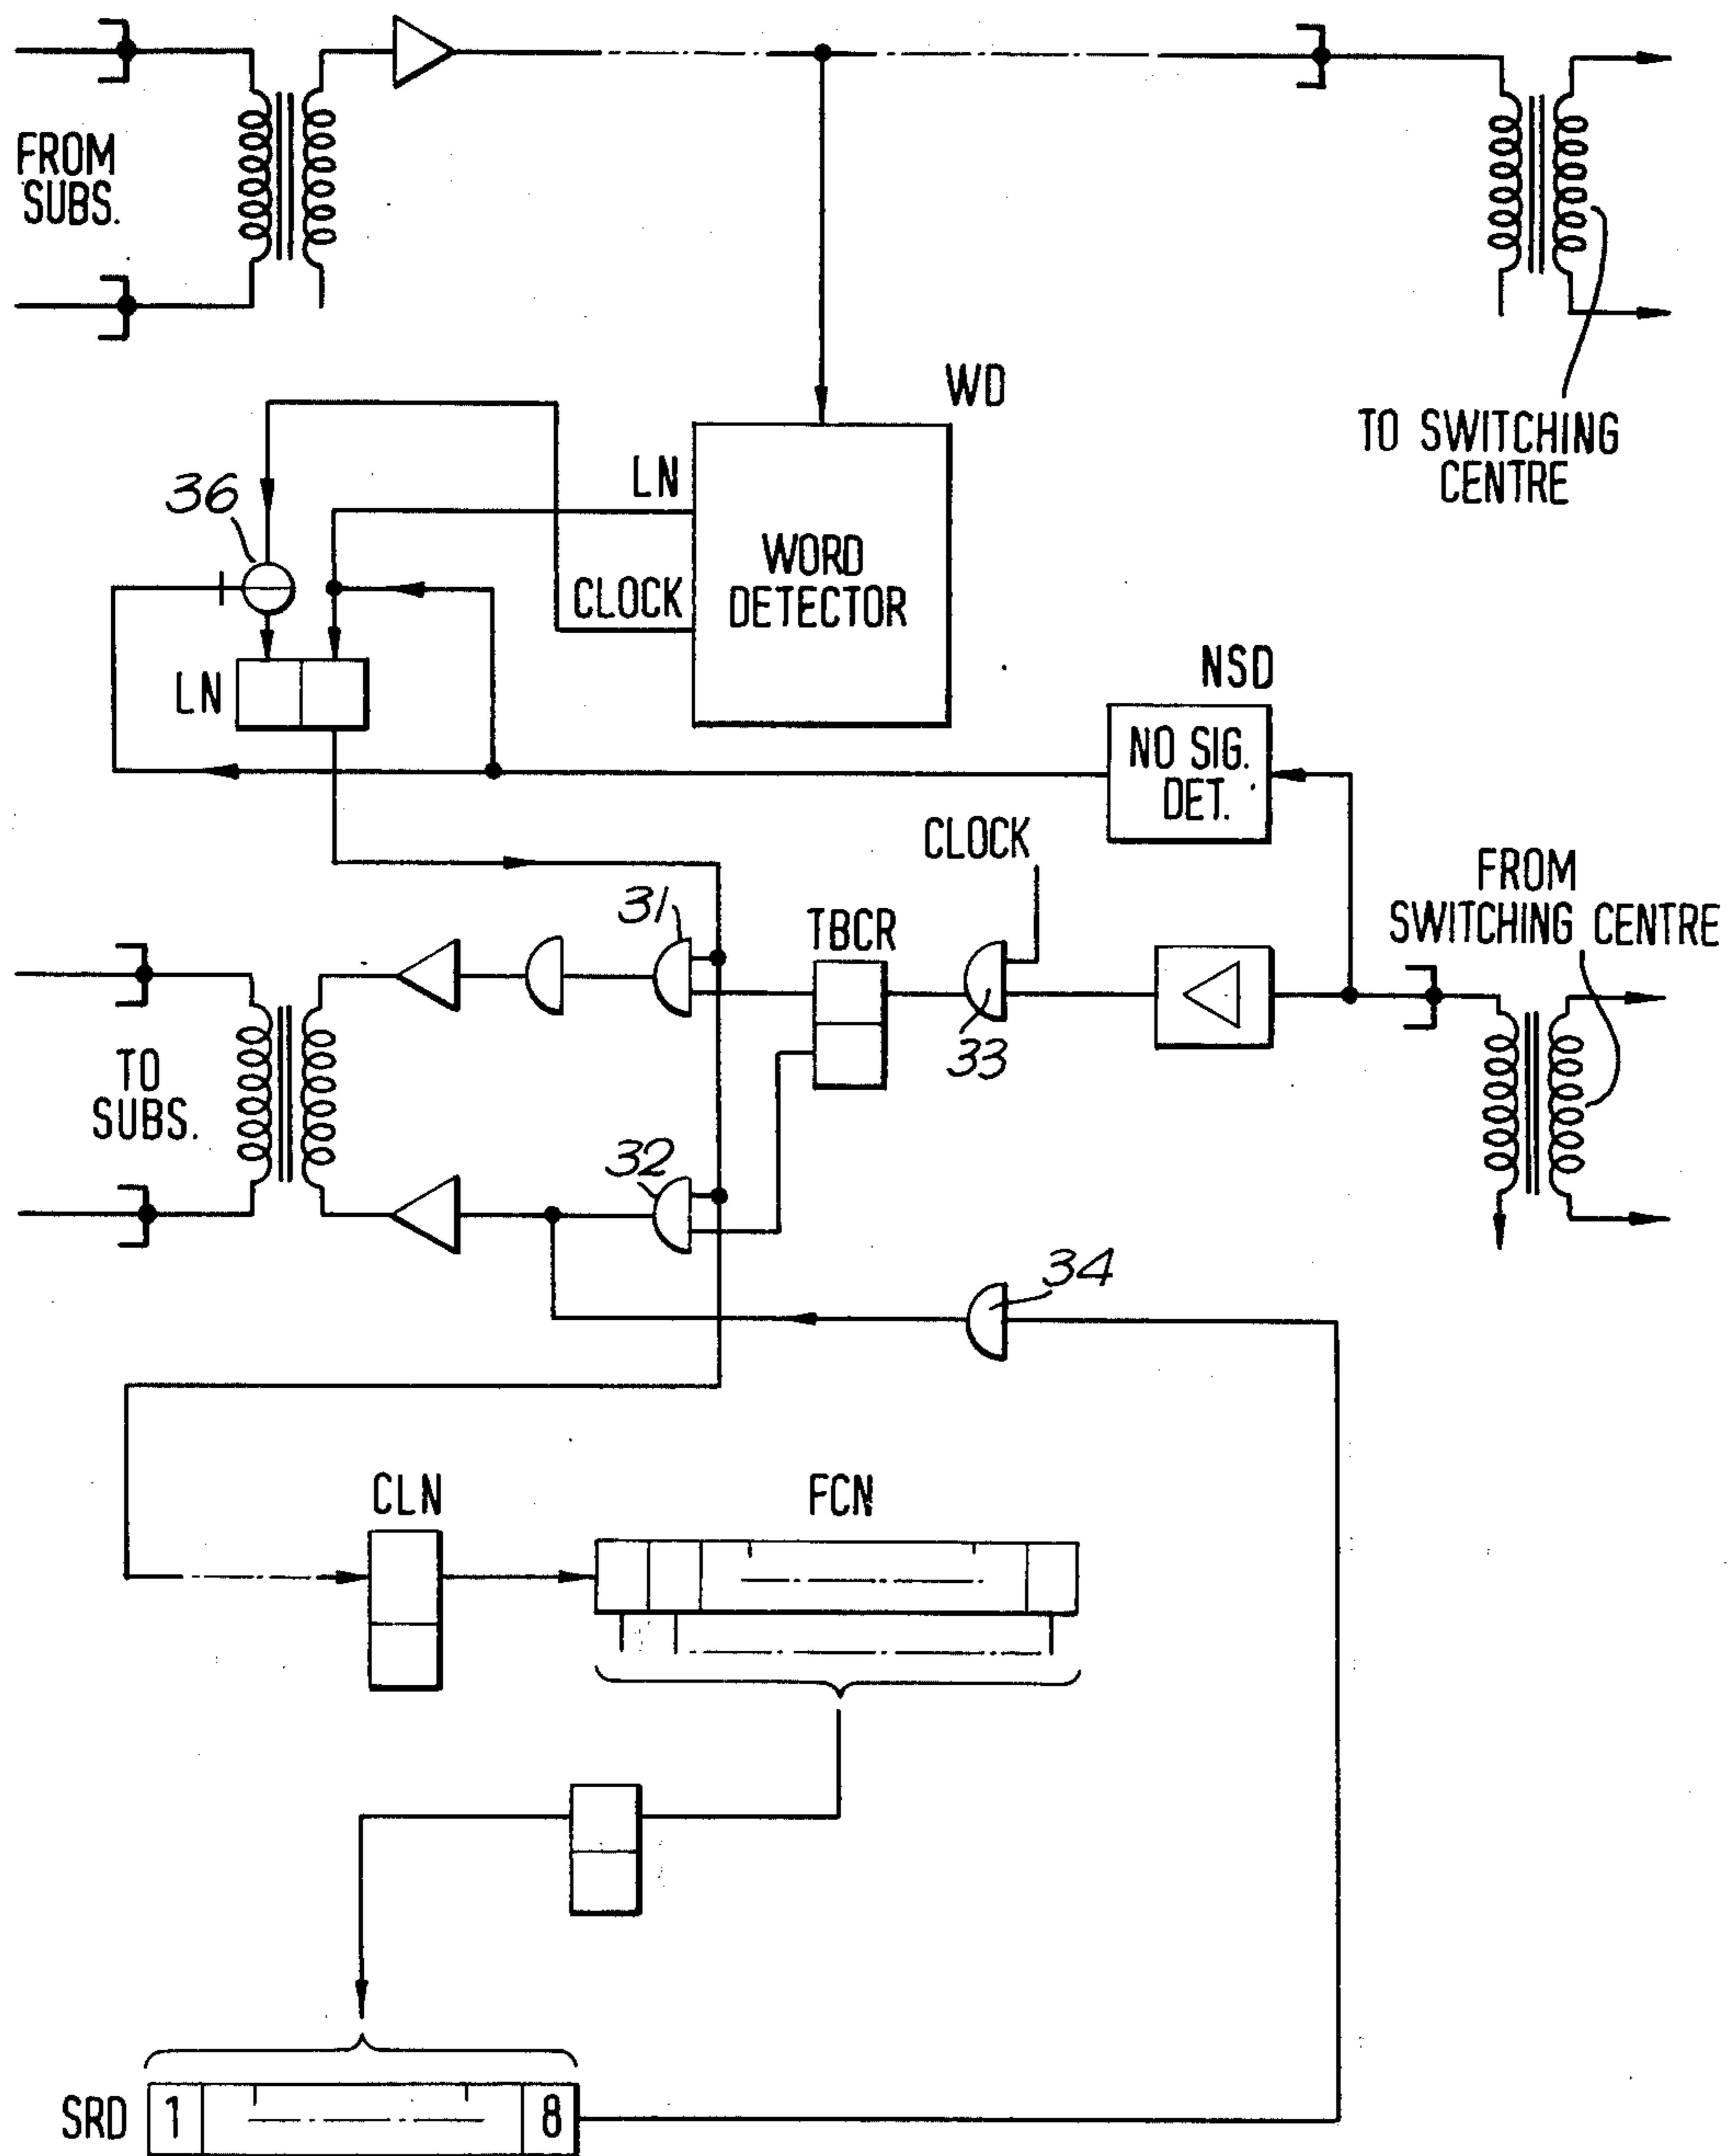 FROM
SUBS.
TO SWITCHING
CENTRE
WD
LN
CLOCK
WORD
DETECTOR
36
LN
NSD
NO SIG.
DET.
CLOCK
FROM
SWITCHING CENTRE
31
TBCR
33
TO
SUBS.
32
34
CLN
FCN
SRD
1
8